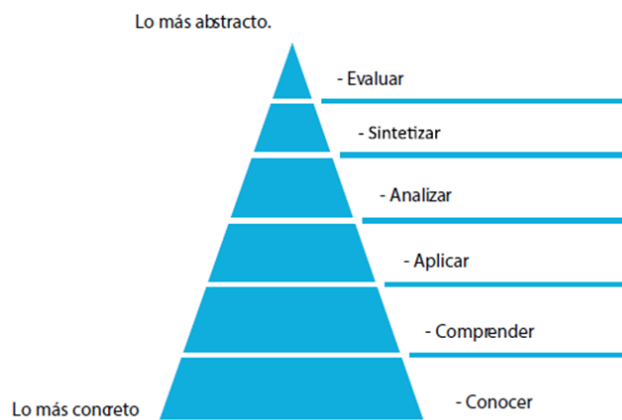 Lo más abstracto.
- Evaluar
- Sintetizar
- Analizar
- Aplicar
- Comprender
- Conocer
Lo más concreto